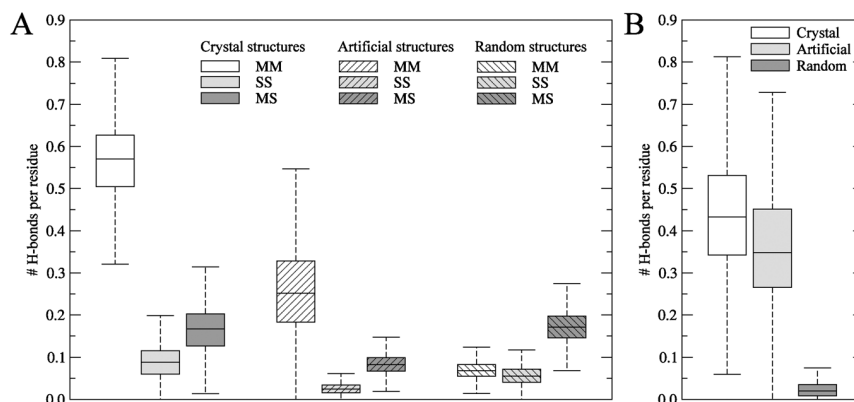 A
# H-bonds per residue
0.9
0.8
0.7
0.6
0.5
0.4
0.3
0.2
0.1
0.0
Crystal structures
MM
SS
MS
Artificial structures
MM
SS
MS
Random structures
MM
SS
MS
B
# H-bonds per residue
0.9
0.8
0.7
0.6
0.5
0.4
0.3
0.2
0.1
0.0
Crystal
Artificial
Random